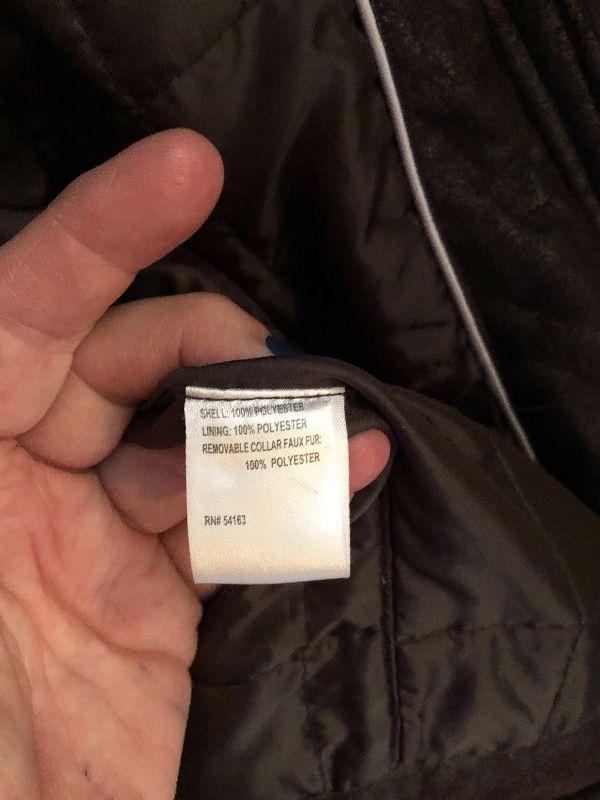 SHELL: 100% POLYESTER
LINING: 100% POLYESTER
REMOVABLE COLLAR FAUX FUR:
100% POLYESTER
RN# 54163